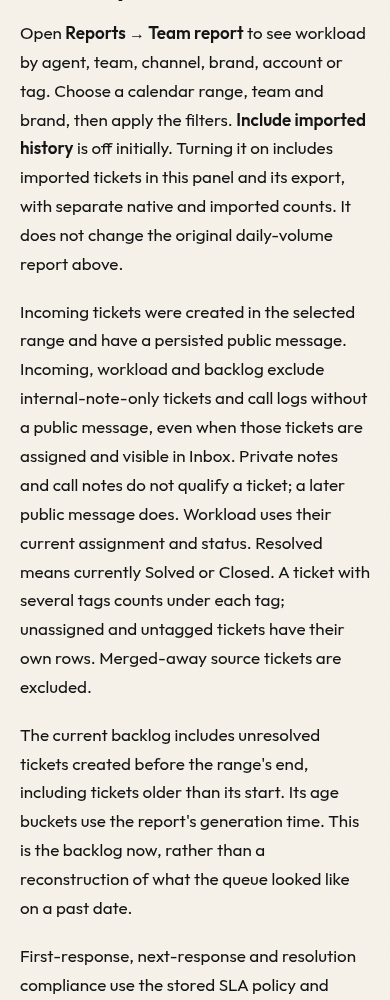 Open Reports → Team report to see workload
by agent, team, channel, brand, account or
tag. Choose a calendar range, team and
brand, then apply the filters. Include imported
history is off initially. Turning it on includes
imported tickets in this panel and its export,
with separate native and imported counts. It
does not change the original daily-volume
report above.
Incoming tickets were created in the selected
range and have a persisted public message.
Incoming, workload and backlog exclude
internal-note-only tickets and call logs without
a public message, even when those tickets are
assigned and visible in Inbox. Private notes
and call notes do not qualify a ticket; a later
public message does. Workload uses their
current assignment and status. Resolved
means currently Solved or Closed. A ticket with
several tags counts under each tag;
unassigned and untagged tickets have their
own rows. Merged-away source tickets are
excluded.
The current backlog includes unresolved
tickets created before the range's end,
including tickets older than its start. Its age
buckets use the report's generation time. This
is the backlog now, rather than a
reconstruction of what the queue looked like
on a past date.
First-response, next-response and resolution
compliance use the stored SLA policy and